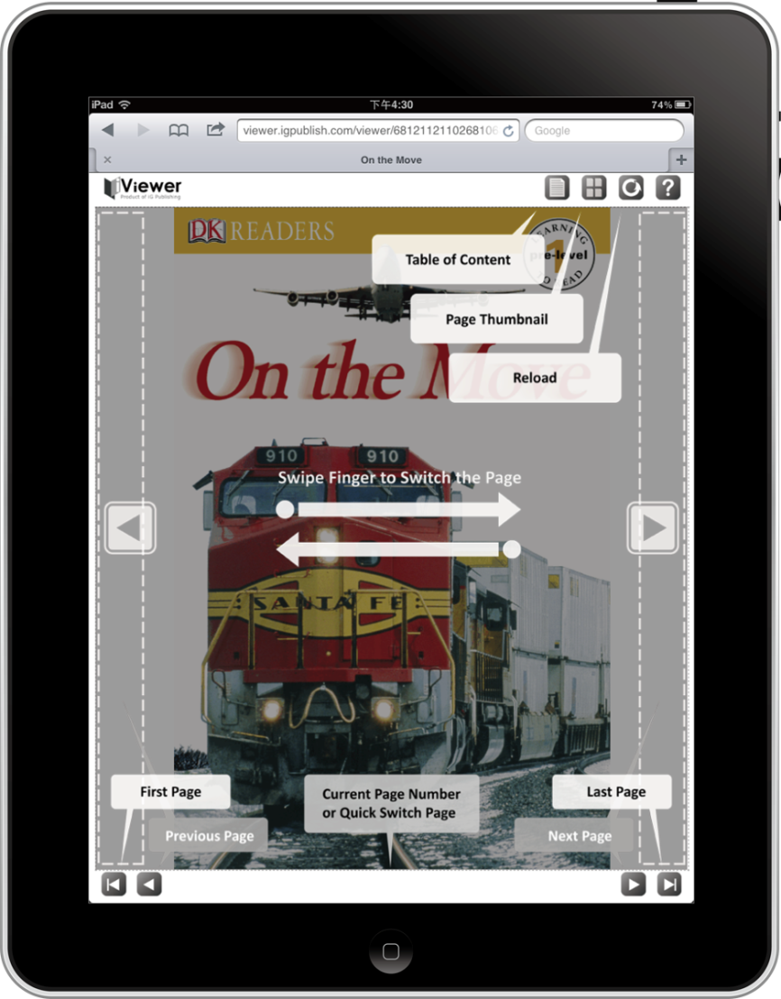 iPad
下午4:30
74%
viewer.igpublish.com/viewer/6812112110268106
Google
On the Move
iViewer
Product of iG Publishing
?
DK READERS
LEARNING
pre-level
1
TO READ
Table of Content
Page Thumbnail
On the Move
Reload
910
910
Swipe Finger to Switch the Page
SANTA FE
First Page
Current Page Number
or Quick Switch Page
Last Page
Previous Page
Next Page